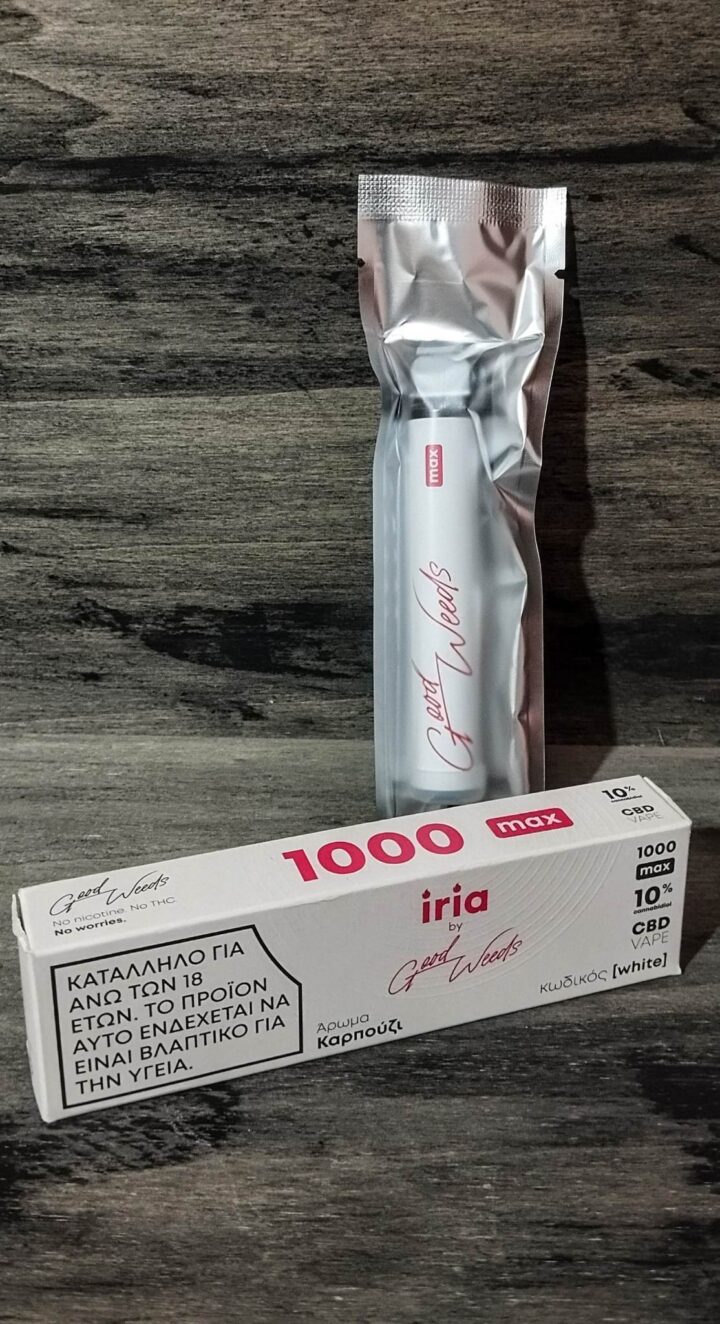 max
Good Weeds
1000 max
10%
cannabidiol
CBD
VAPE
Good Weeds
No nicotine. No THC.
No worries.
ΚΑΤΑΛΛΗΛΟ ΓΙΑ
ΑΝΩ ΤΩΝ 18
ΕΤΩΝ. ΤΟ ΠΡΟΪΟΝ
ΑΥΤΟ ΕΝΔΕΧΕΤΑΙ ΝΑ
ΕΙΝΑΙ ΒΛΑΠΤΙΚΟ ΓΙΑ
ΤΗΝ ΥΓΕΙΑ.
Άρωμα
Καρπούζι
iria
by
Good Weeds
1000
max
10%
cannabidiol
CBD
VAPE
κωδικός [white]